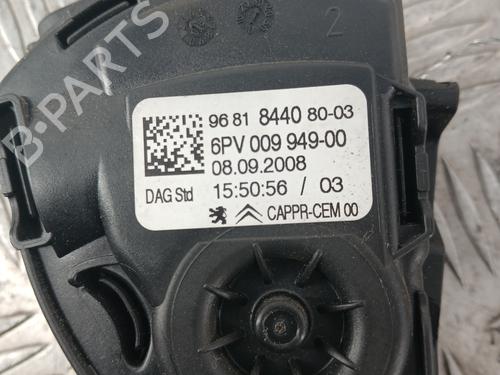 2
96 81 8440 80-03
6PV 009 949-00
08.09.2008
DAG Std 15:50:56 / 03
CAPPR-CEM 00
B-PARTS